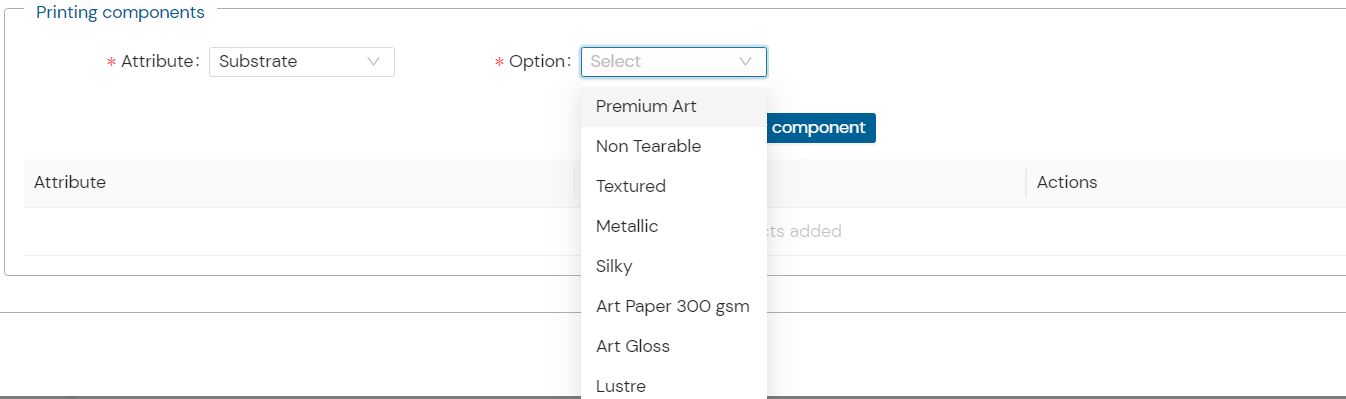 Printing components
* Attribute: Substrate
* Option: Select
Premium Art
component
Non Tearable
Attribute
Actions
Textured
Metallic
added
Silky
Art Paper 300 gsm
Art Gloss
Lustre